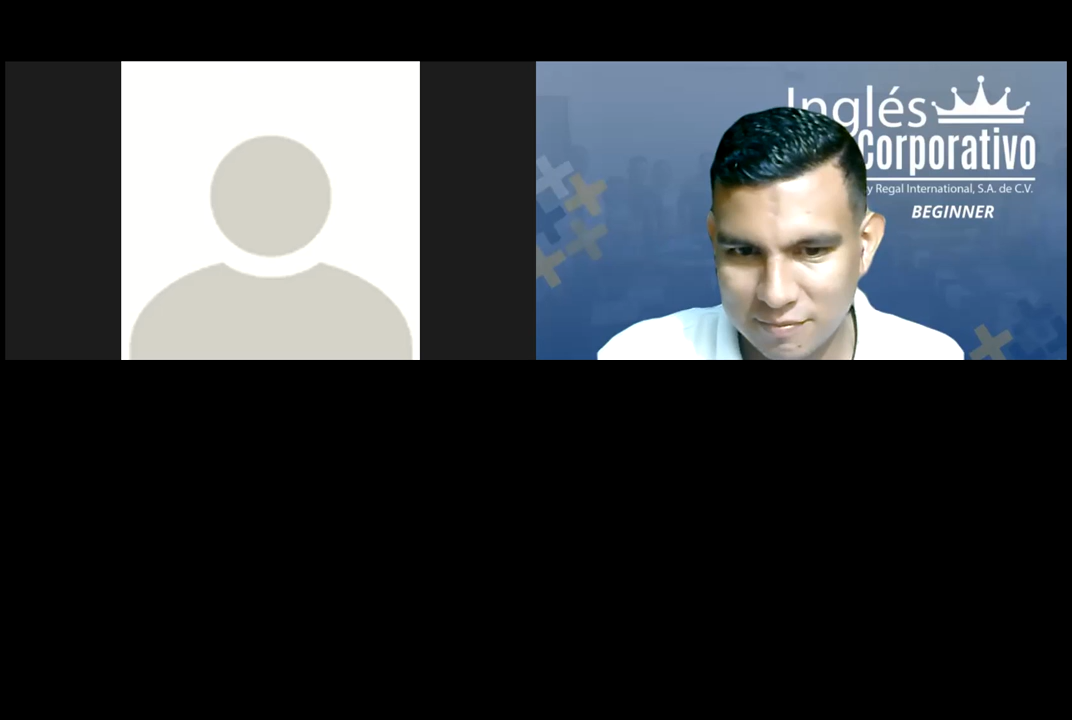 Inglés
Corporativo
y Regal International, S.A. de C.V.
BEGINNER